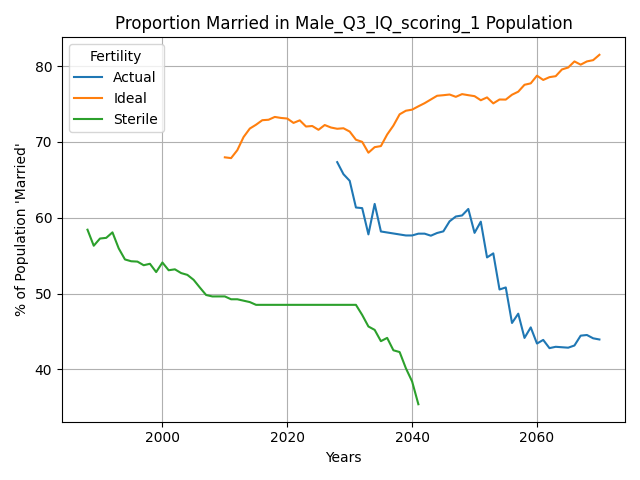 Proportion Married in Male_Q3_IQ_scoring_1 Population
Fertility
Actual
Ideal
Sterile
% of Population 'Married'
80
70
60
50
40
2000
2020
2040
2060
Years